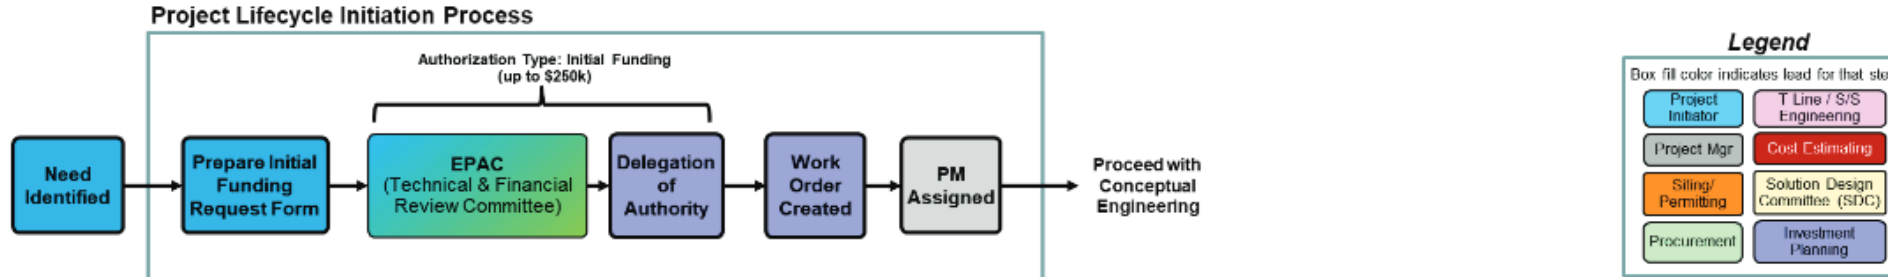 Project Lifecycle Initiation Process
Authorization Type: Initial Funding
(up to $250k)
Need
Identified
Prepare Initial
Funding
Request Form
EPAC
(Technical & Financial
Review Committee)
Delegation
of
Authority
Work
Order
Created
PM
Assigned
Proceed with
Conceptual
Engineering
Legend
Box fill color indicates lead for that ste
Project
Initiator
T Line / S/S
Engineering
Project Mgr
Cost Estimating
Siting/
Permitting
Solution Design
Committee (SDC)
Procurement
Investment
Planning